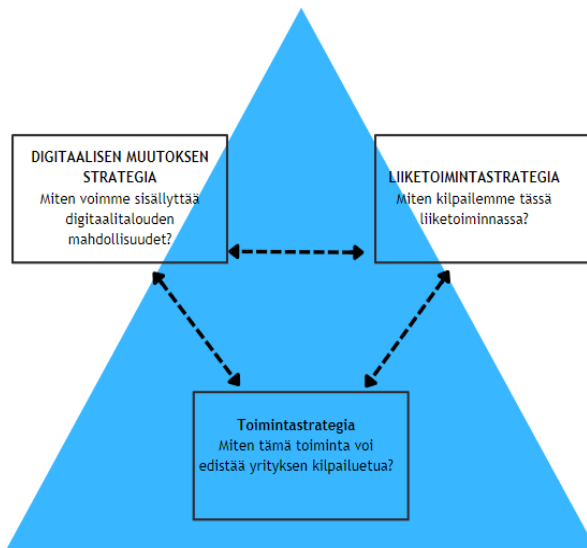 DIGITAALISEN MUUTOKSEN
STRATEGIA
Miten voimme sisällyttää
digitaalitalouden
mahdollisuudet?
LIIKETOIMINTASTRATEGIA
Miten kilpailemme tässä
liiketoiminnassa?
Toimintastrategia
Miten tämä toiminta voi
edistää yrityksen kilpailuetua?